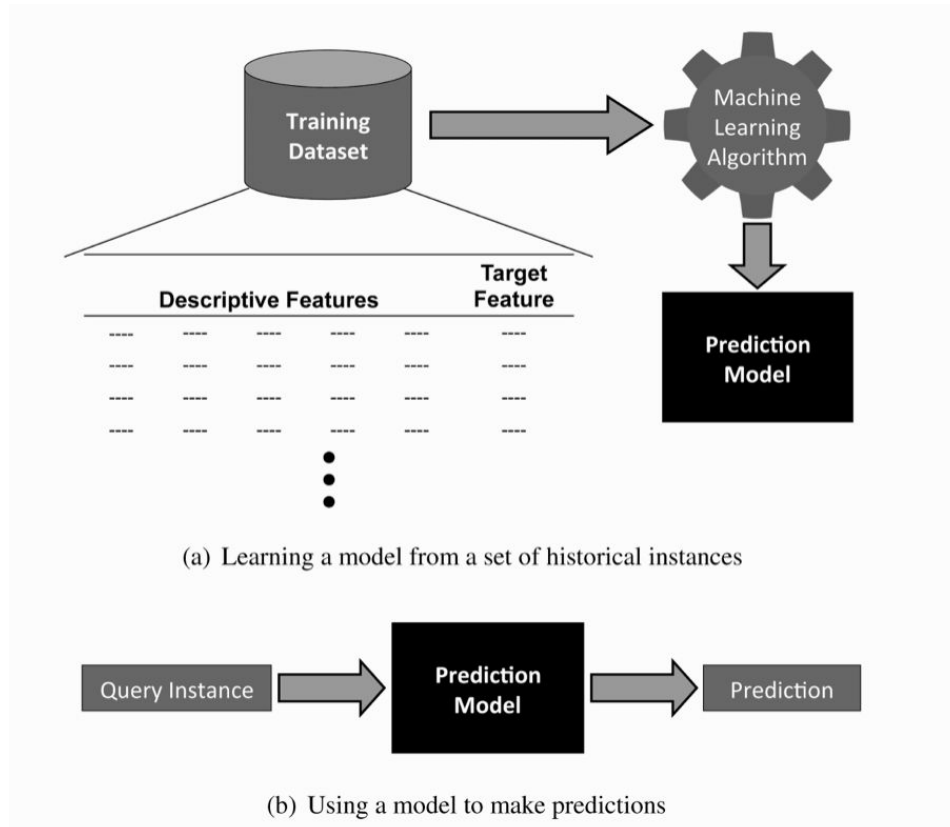 Training
Dataset
Machine
Learning
Algorithm
Target
Descriptive Features Feature
---- ---- ---- ---- ---- ----
---- ---- ---- ---- ---- ----
---- ---- ---- ---- ---- ----
---- ---- ---- ---- ---- ----
Prediction
Model
(a) Learning a model from a set of historical instances
Query Instance
Prediction
Model
Prediction
(b) Using a model to make predictions